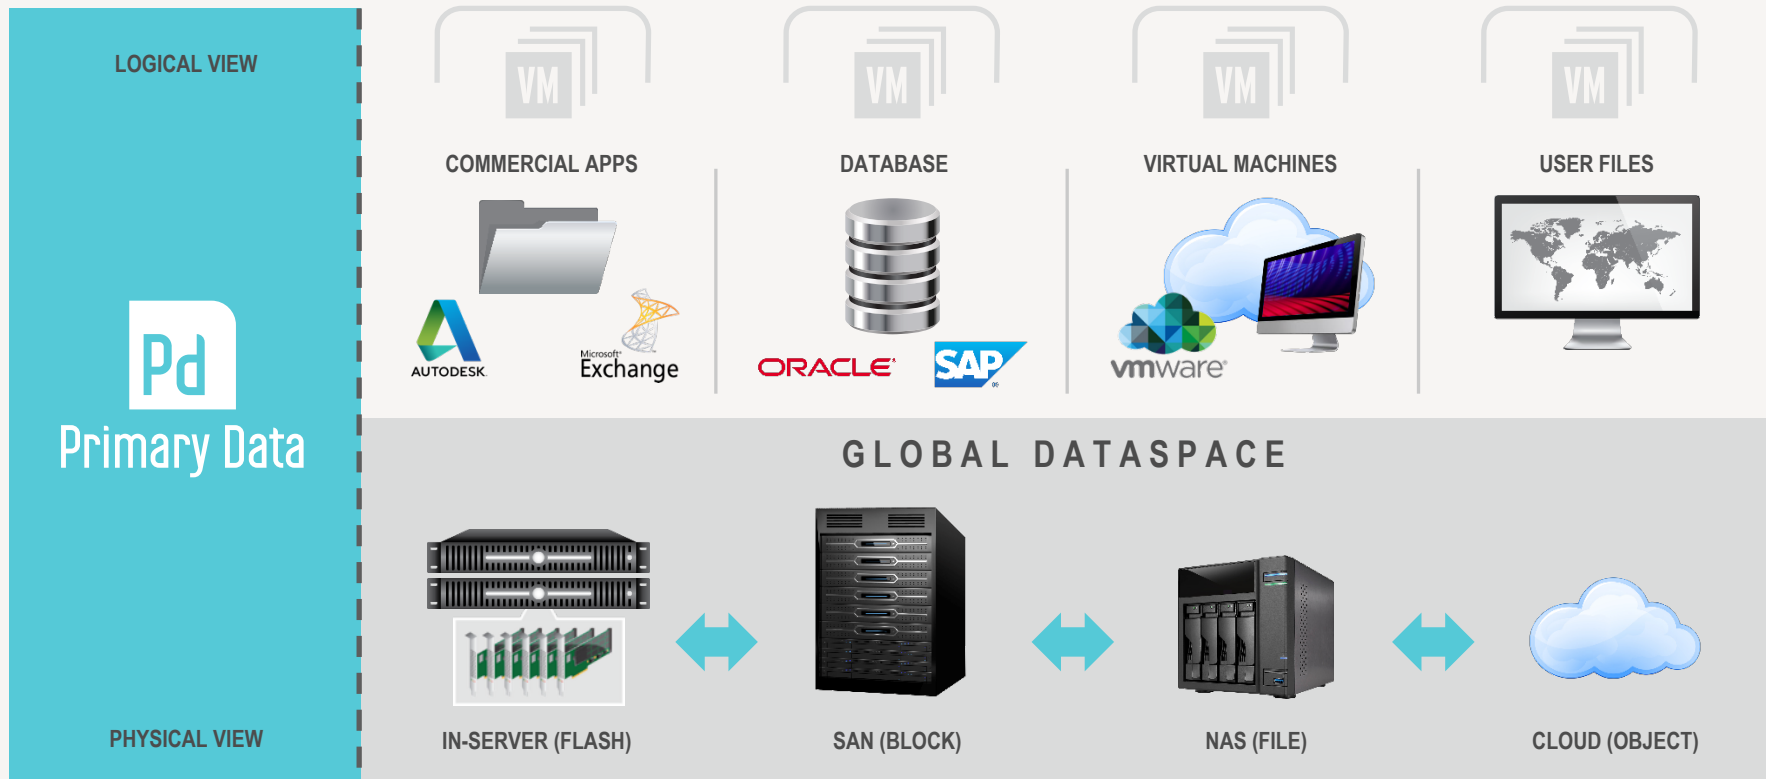 LOGICAL VIEW
VM
VM
VM
VM
COMMERCIAL APPS
DATABASE
VIRTUAL MACHINES
USER FILES
AUTODESK
Microsoft
Exchange
ORACLE
SAP
vmware
Pd
Primary Data
GLOBAL DATASPACE
PHYSICAL VIEW
IN-SERVER (FLASH)
SAN (BLOCK)
NAS (FILE)
CLOUD (OBJECT)